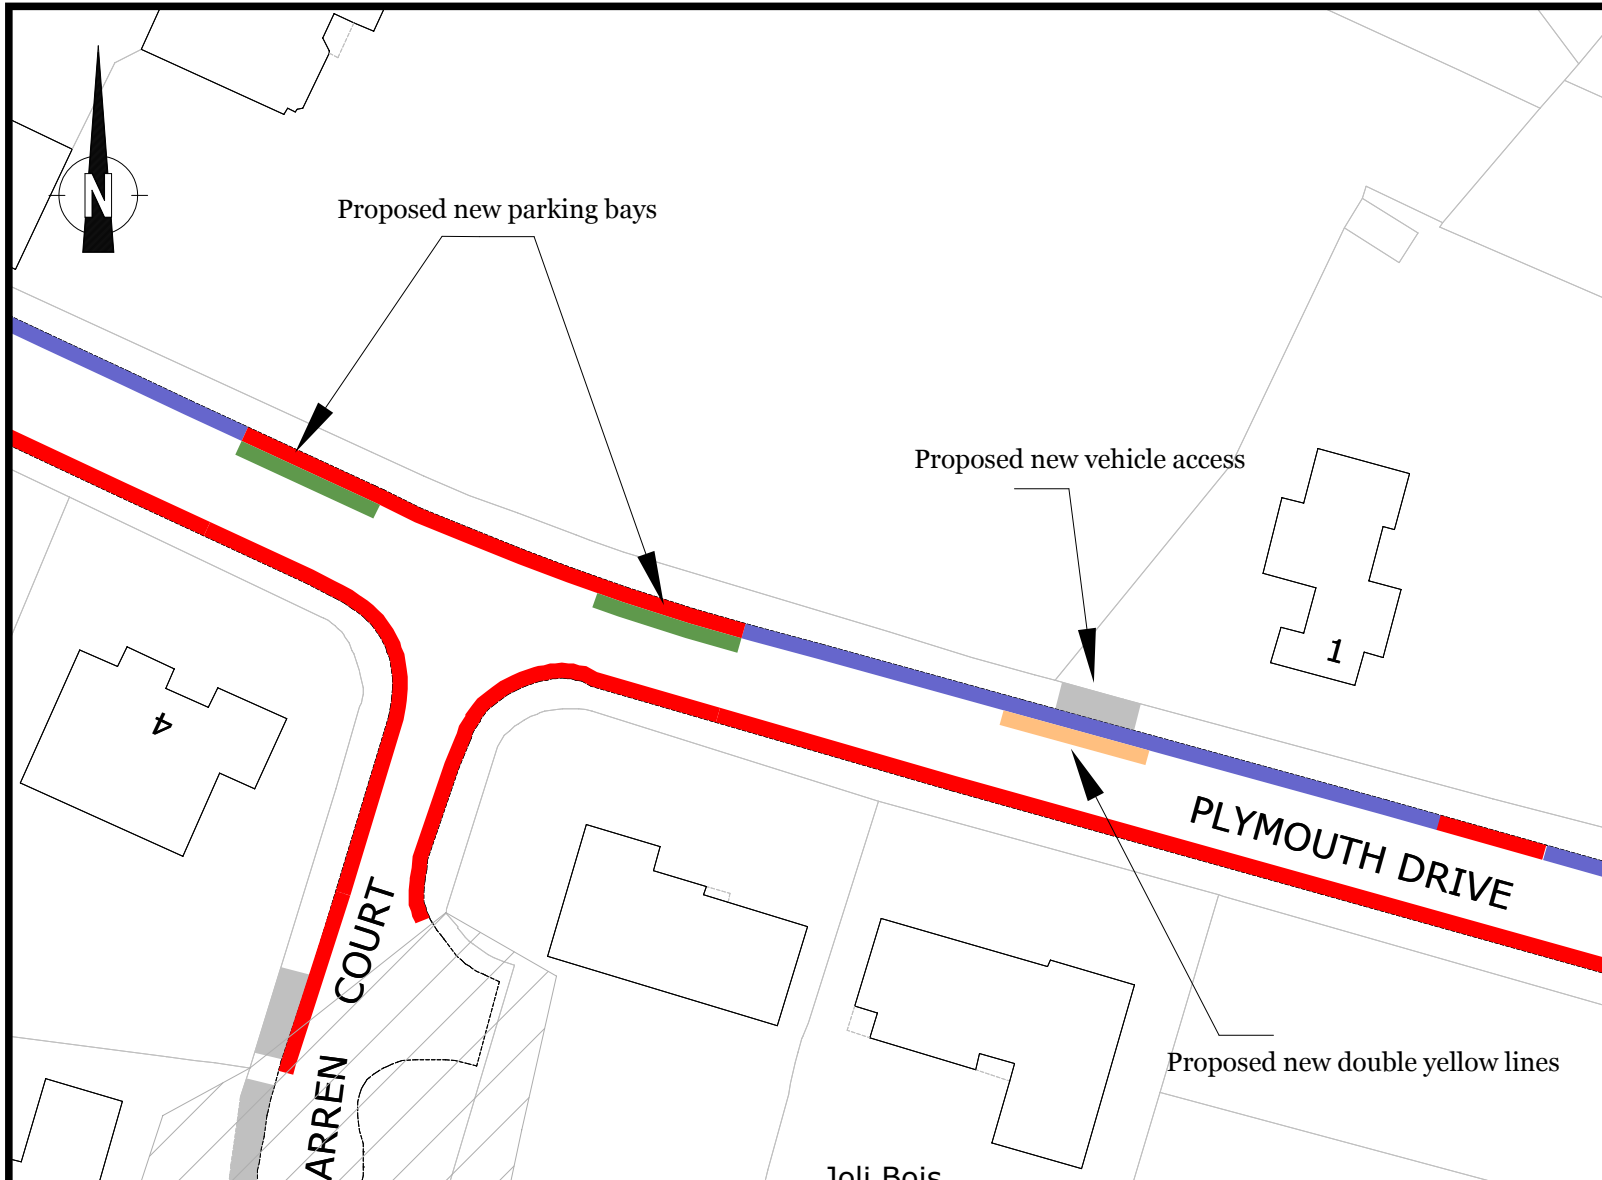 N
Proposed new parking bays
Proposed new vehicle access
1
4
PLYMOUTH DRIVE
COURT
ARREN
Proposed new double yellow lines
Joli Bois